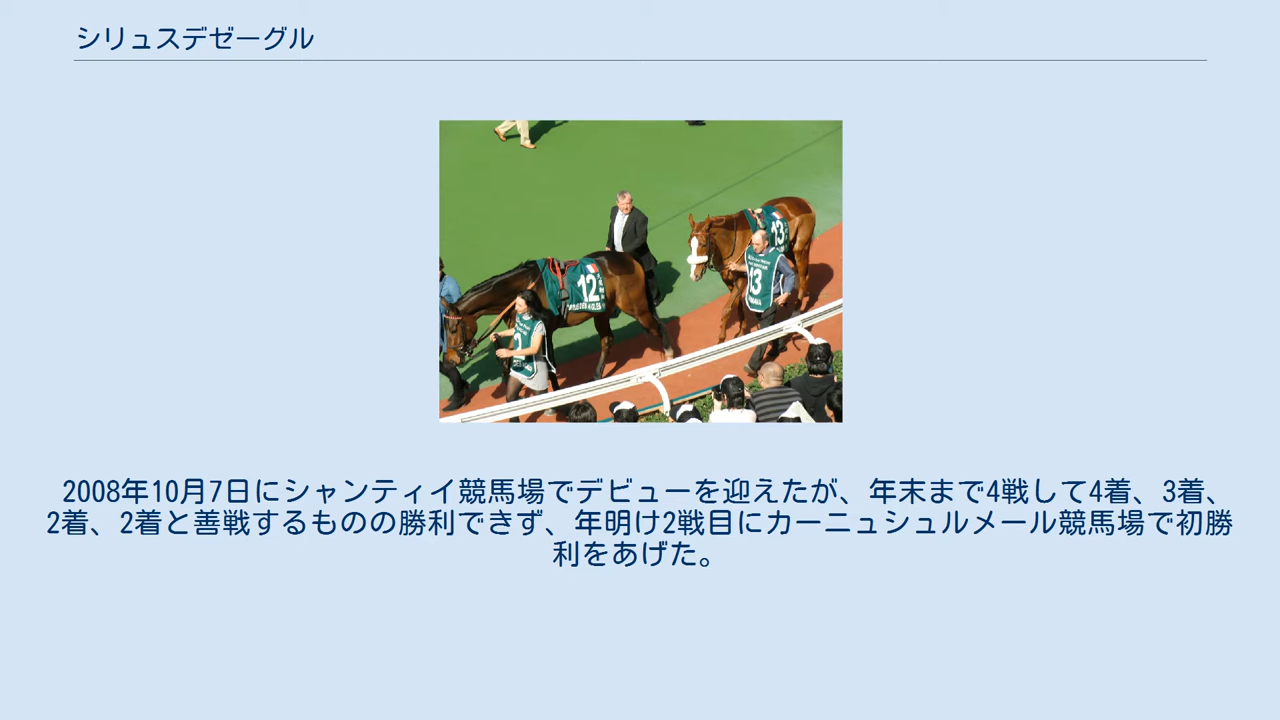 シリュスデゼーグル
12
13
13
2008年10月7日にシャンティイ競馬場でデビューを迎えたが、年末まで4戦して4着、3着、
2着、2着と善戦するものの勝利できず、年明け2戦目にカーニュシュルメール競馬場で初勝
利をあげた。